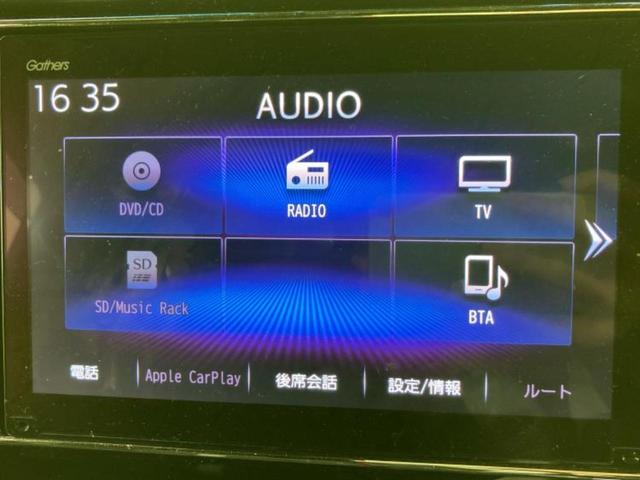 Gathers
16 35
AUDIO
DVD/CD
RADIO
TV
SD
SD/Music Rack
BTA
電話
Apple CarPlay
後席会話
設定/情報
ルート